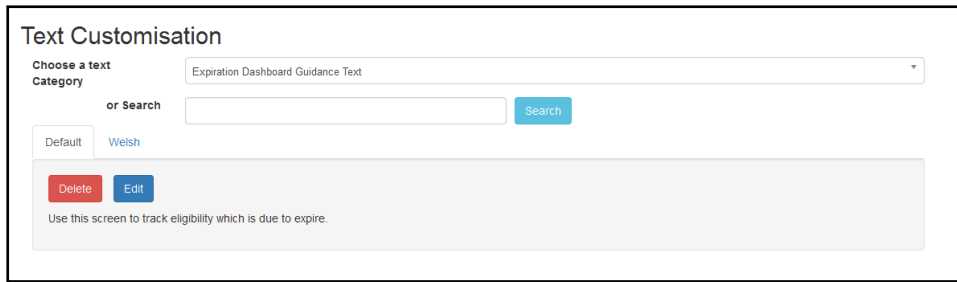 Text Customisation
Choose a text
Category
Expiration Dashboard Guidance Text
or Search
Search
Default Welsh
Delete Edit
Use this screen to track eligibility which is due to expire.